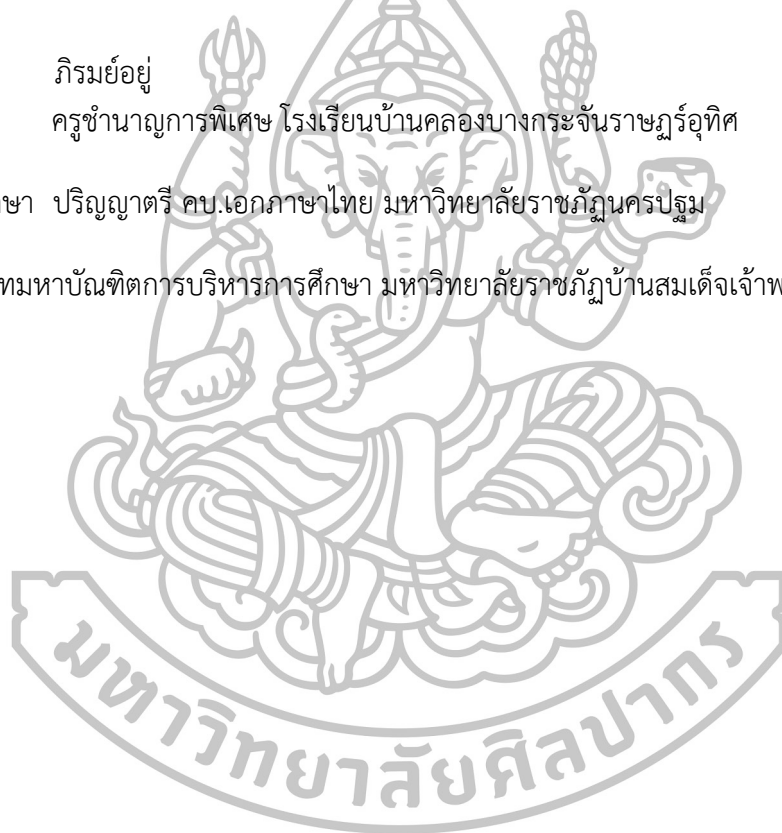 ภิรมย์อยู่
ครูชำนาญการพิเศษ โรงเรียนบ้านคลองบางกระจันราษฎร์อุทิศ
ษา ปริญญาตรี คบ.เอกภาษาไทย มหาวิทยาลัยราชภัฏนครปฐม
ทมหาบัณฑิตการบริหารการศึกษา มหาวิทยาลัยราชภัฏบ้านสมเด็จเจ้าพ
มหาวิทยาลัยศิลปากร